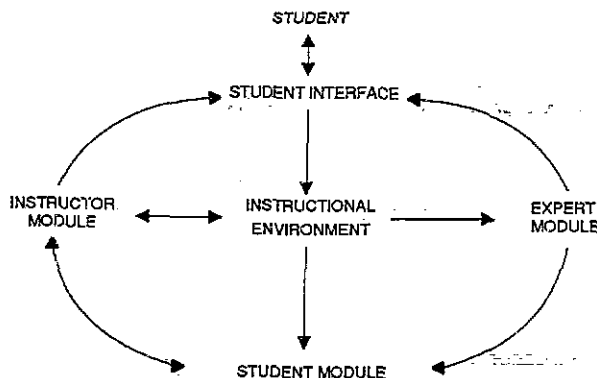 STUDENT
STUDENT INTERFACE
INSTRUCTOR
MODULE
INSTRUCTIONAL
ENVIRONMENT
EXPERT
MODULE
STUDENT MODULE